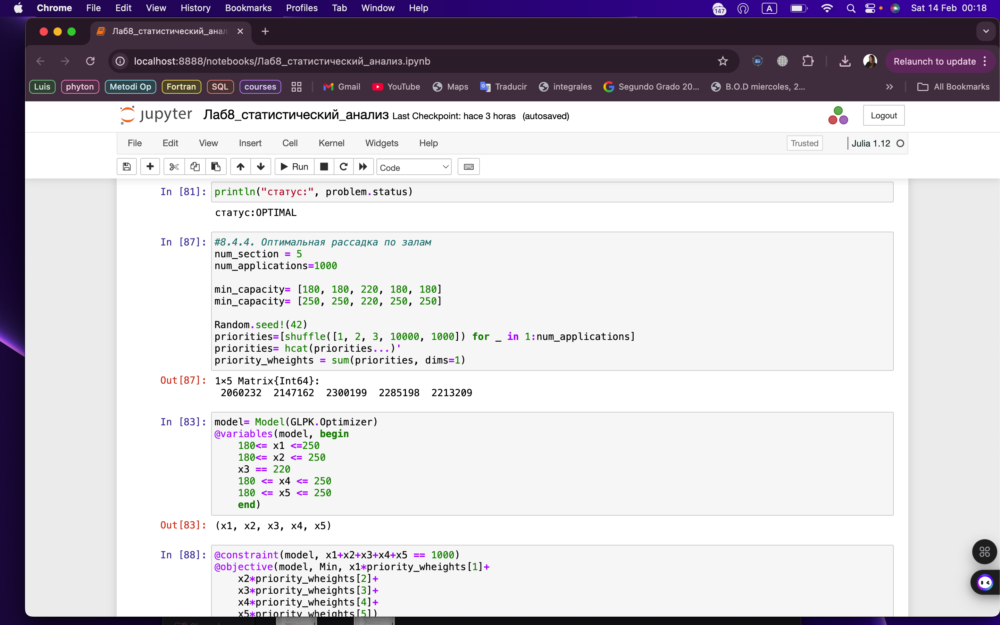 Chrome File Edit View History Bookmarks Profiles Tab Window Help 147 A Sat 14 Feb 00:18
Лаб8_статистический_анал
localhost:8888/notebooks/Лаб8_статистический_анализ.ipynb Relaunch to update
Luis phyton Metodi Op Fortran SQL courses Gmail YouTube Maps Traducir integrales Segundo Grado 20... B.O.D miercoles, 2... All Bookmarks
jupyter Лаб8_статистический_анализ Last Checkpoint: hace 3 horas (autosaved) Logout
File Edit View Insert Cell Kernel Widgets Help Trusted Julia 1.12
Run Code
In [81]: println("статус:", problem.status)
статус:OPTIMAL
In [87]: #8.4.4. Оптимальная рассадка по залам
num_section = 5
num_applications=1000
min_capacity= [180, 180, 220, 180, 180]
min_capacity= [250, 250, 220, 250, 250]
Random.seed!(42)
priorities=[shuffle([1, 2, 3, 10000, 1000]) for _ in 1:num_applications]
priorities= hcat(priorities...)'
priority_wheights = sum(priorities, dims=1)
Out[87]: 1×5 Matrix{Int64}:
2060232 2147162 2300199 2285198 2213209
In [83]: model= Model(GLPK.Optimizer)
@variables(model, begin
180<= x1 <=250
180<= x2 <= 250
x3 == 220
180 <= x4 <= 250
180 <= x5 <= 250
end)
Out[83]: (x1, x2, x3, x4, x5)
In [88]: @constraint(model, x1+x2+x3+x4+x5 == 1000)
@objective(model, Min, x1*priority_wheights[1]+
x2*priority_wheights[2]+
x3*priority_wheights[3]+
x4*priority_wheights[4]+
x5*priority_wheights[5])